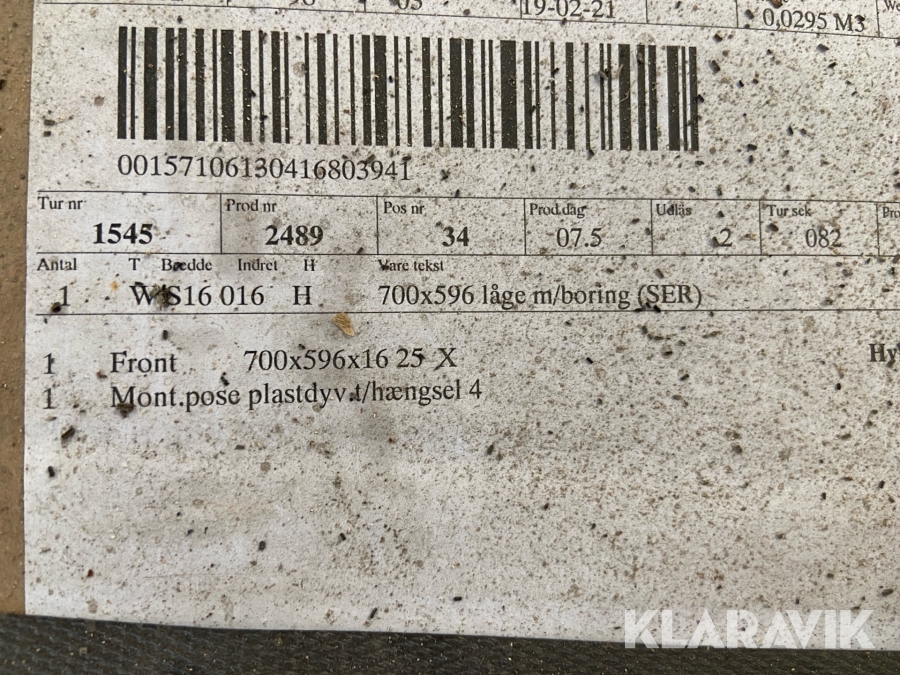 19-02-21 0,0295 M3
00157106130416803941
Tur nr Prod nr Pos nr Prod.dag Udlås Tur sek
1545 2489 34 07.5 2 082
Antal T Bredde Indret H Vare tekst
1 W S16 016 H 700x596 låge m/boring (SER)
1 Front 700x596x16 25 X
1 Mont.pose plastdyv.t/hængsel 4
KLARAVIK